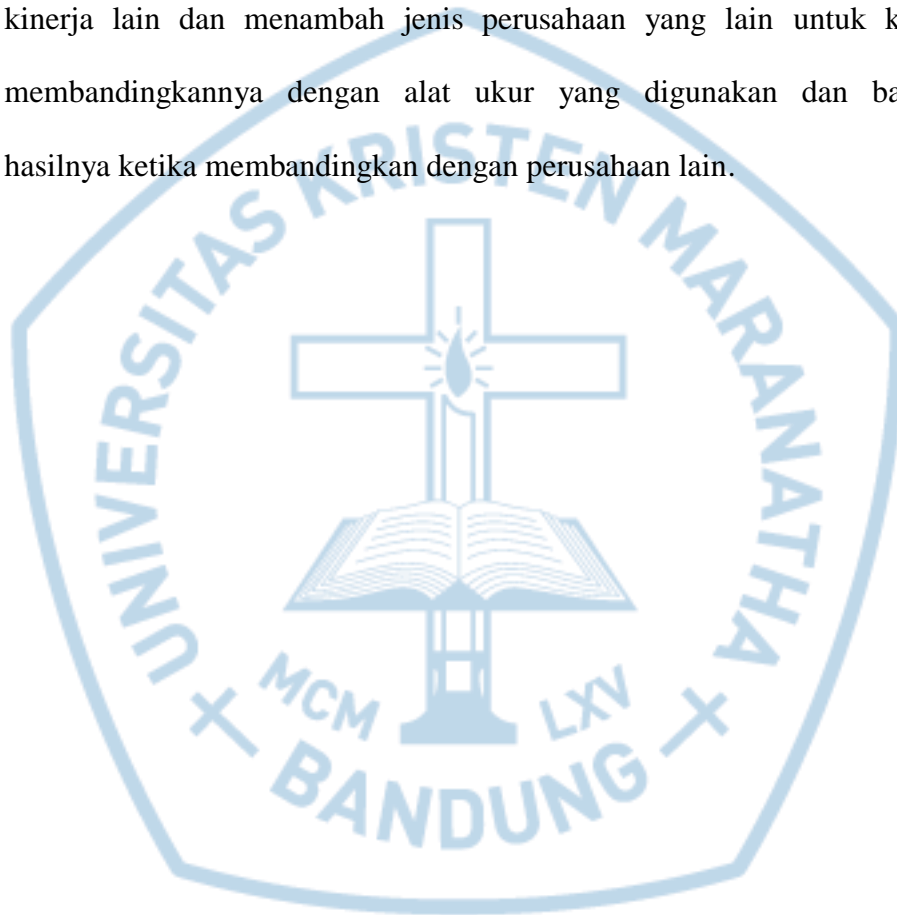 kinerja lain dan menambah jenis perusahaan yang lain untuk k
membandingkannya dengan alat ukur yang digunakan dan ba
hasilnya ketika membandingkan dengan perusahaan lain.
UNIVERSITAS KRISTEN MARANATHA
MCM LXV
BANDUNG